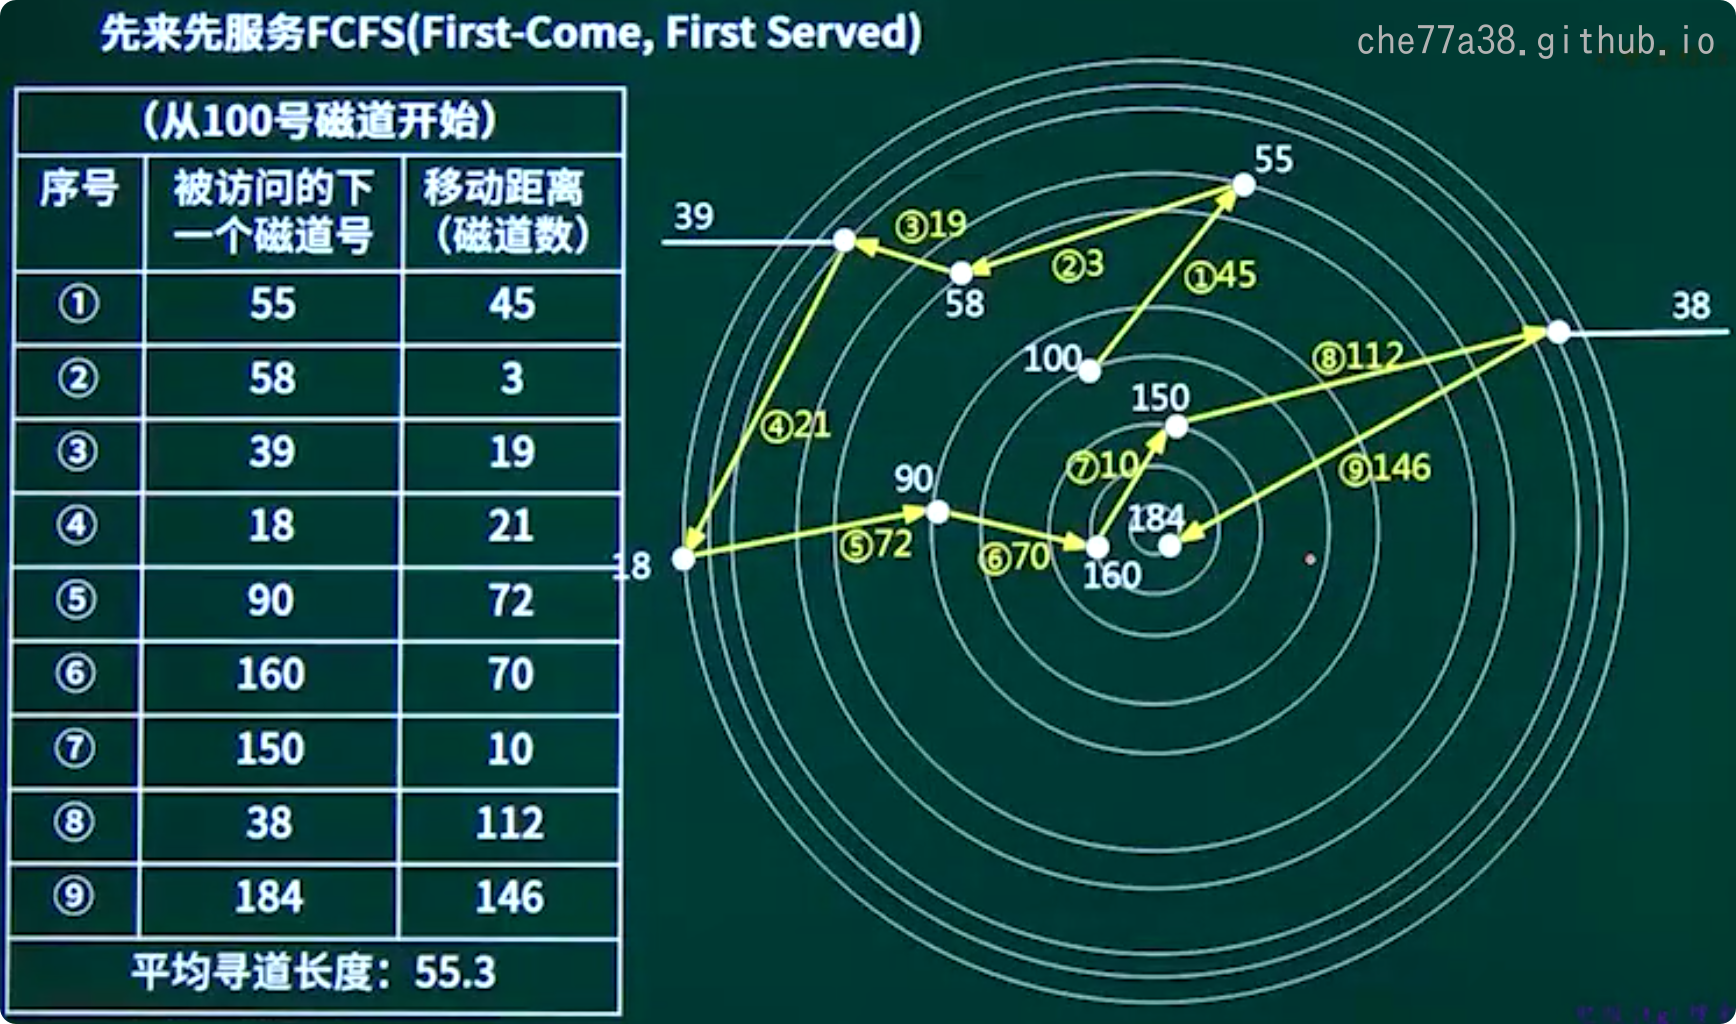 先来先服务FCFS(First-Come, First Served)
che77a38.github.io
（从100号磁道开始）
序号 被访问的下一个磁道号 移动距离（磁道数）
① 55 45
② 58 3
③ 39 19
④ 18 21
⑤ 90 72
⑥ 160 70
⑦ 150 10
⑧ 38 112
⑨ 184 146
平均寻道长度：55.3
55
39
③19
②3
①45
58
38
100
⑧112
150
④21
⑦10
⑨146
90
184
⑤72
⑥70
18
160